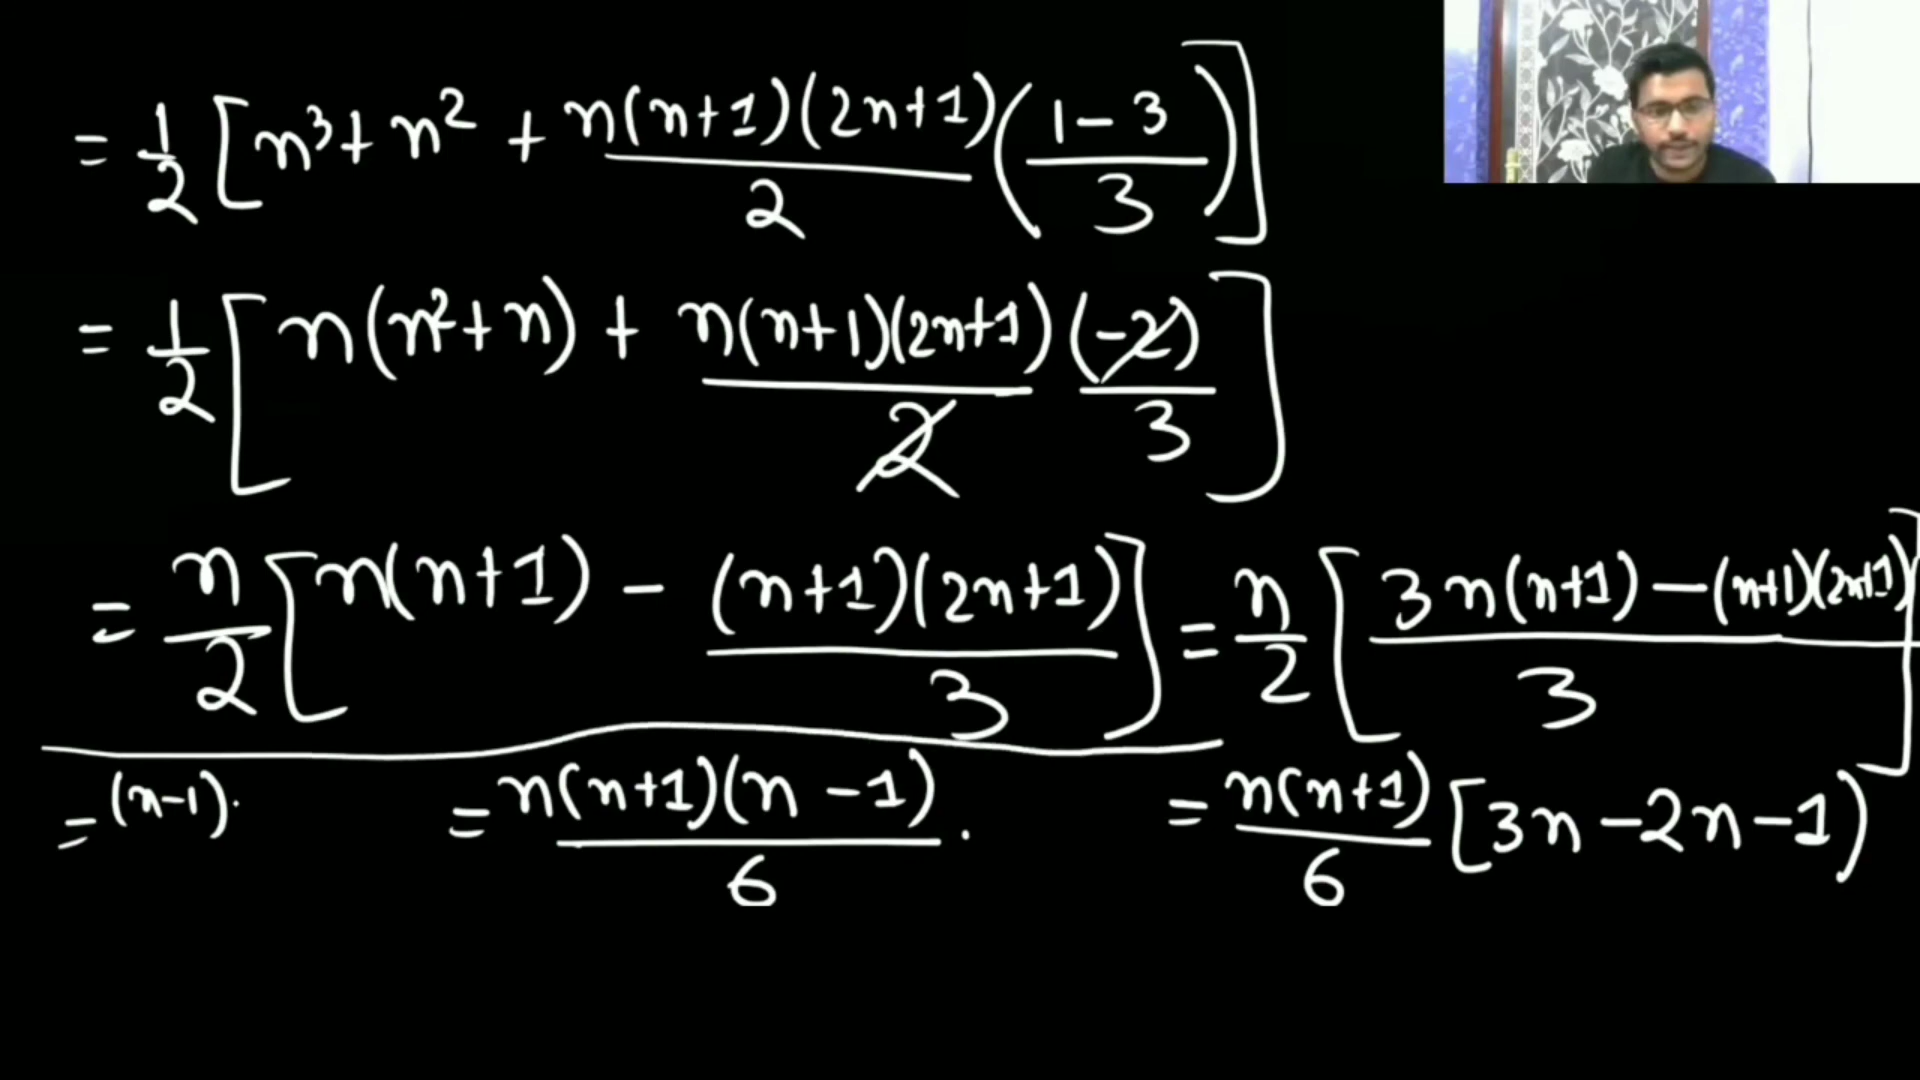 = 1/2 [n³ + n² + n(n+1)(2n+1)/2 (1-3/3)]
= 1/2 [n(n²+n) + n(n+1)(2n+1)/2 (-2)/3]
= n/2 [n(n+1) - (n+1)(2n+1)/3] = n/2 [3n(n+1) - (n+1)(2n+1)/3]
= (n-1). = n(n+1)(n-1)/6 . = n(n+1)/6 [3n-2n-1)